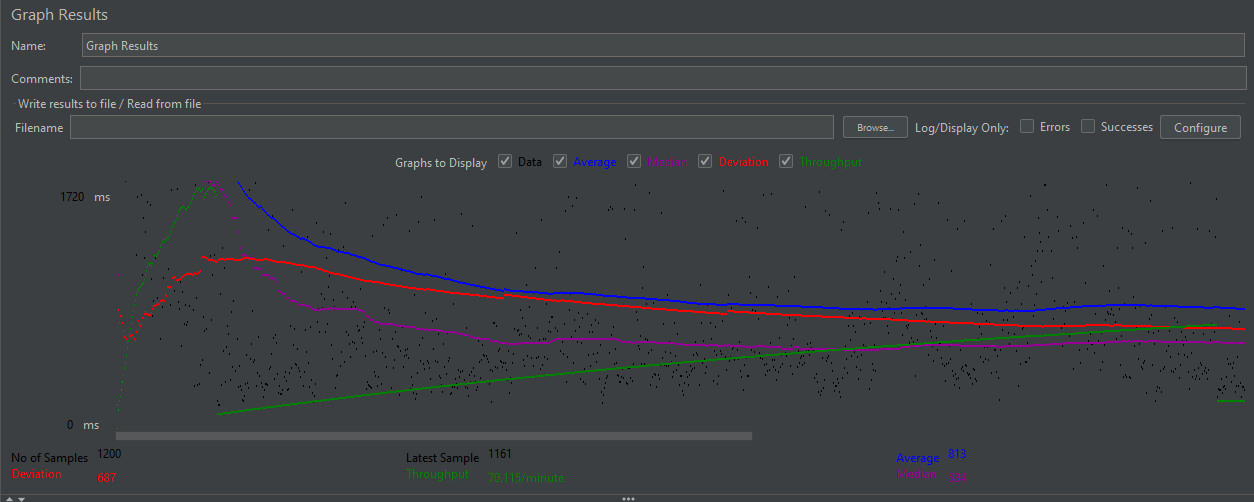 Graph Results
Name: Graph Results
Comments:
Write results to file / Read from file
Filename Browse... Log/Display Only: Errors Successes Configure
Graphs to Display Data Average Median Deviation Throughput
1720 ms
0 ms
No of Samples 1200 Latest Sample 1161 Average 813
Deviation 687 Throughput 70.115/minute Median